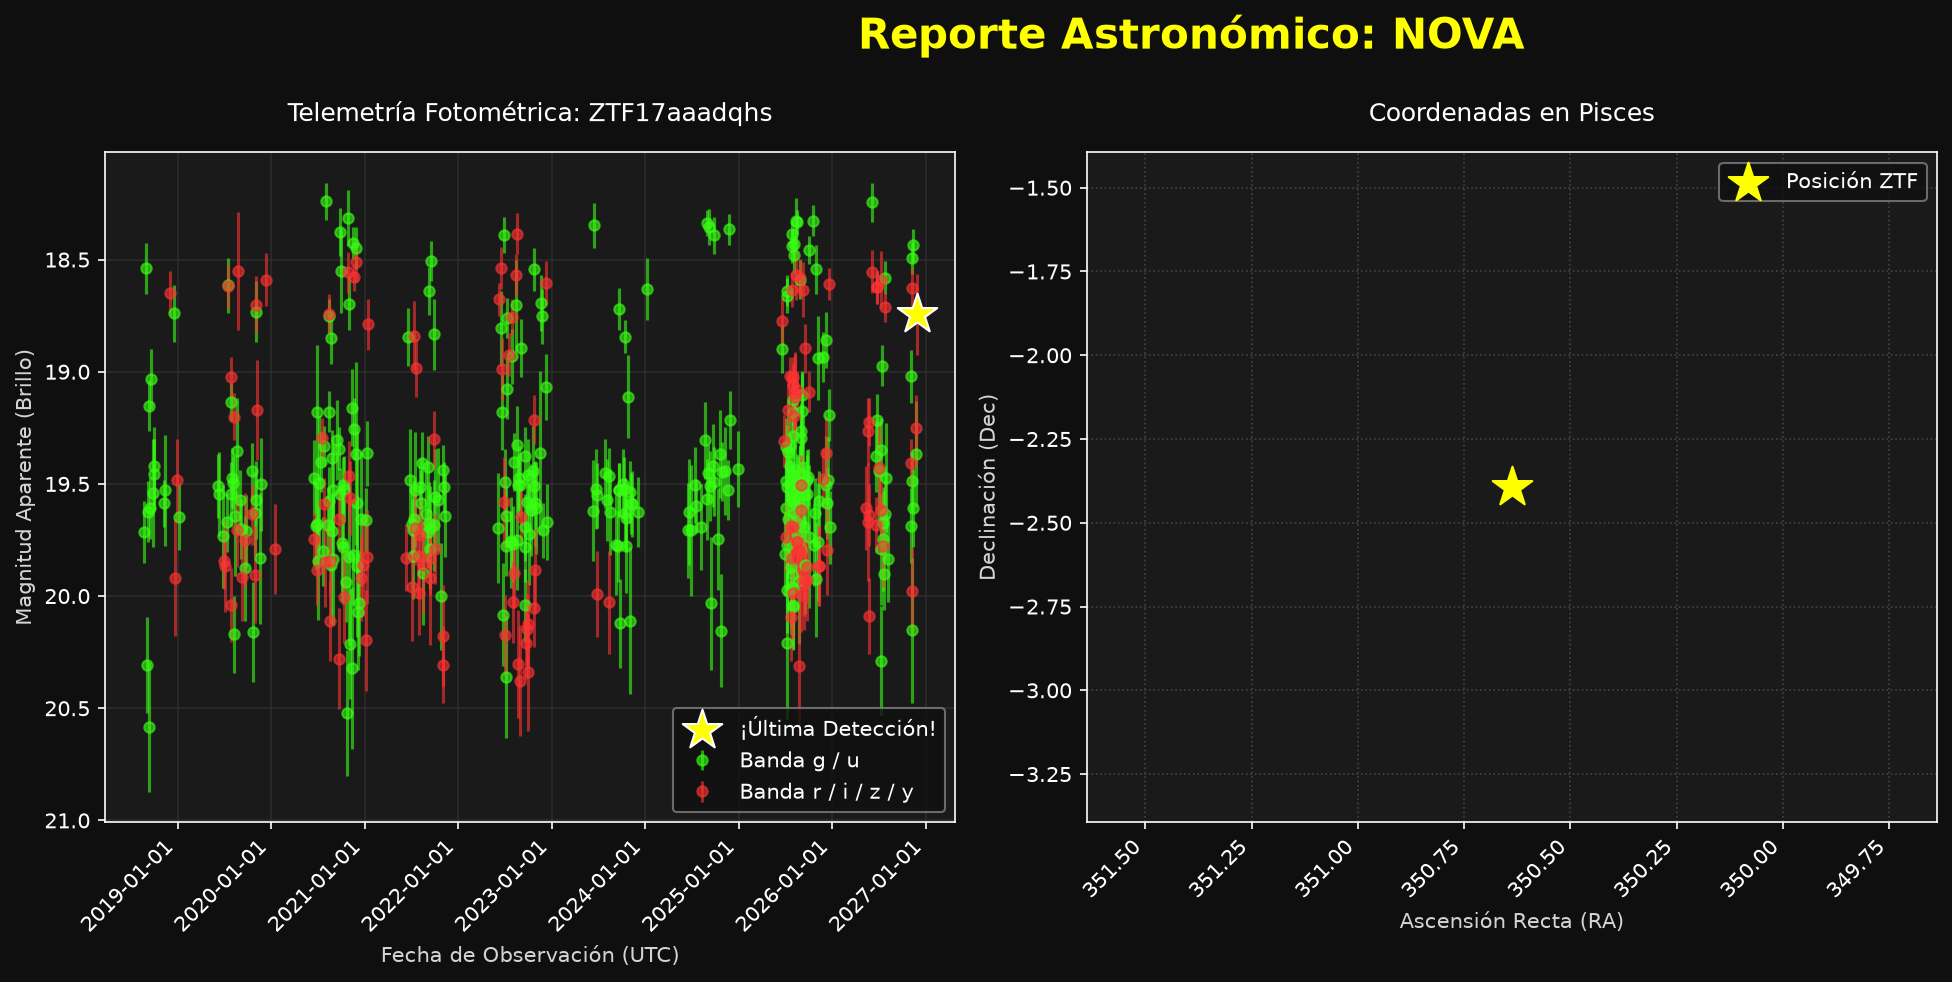 Reporte Astronómico: NOVA
Telemetría Fotométrica: ZTF17aaadqhs
Magnitud Aparente (Brillo)
18.5
19.0
19.5
20.0
20.5
21.0
¡Última Detección!
Banda g / u
Banda r / i / z / y
2019-01-01
2020-01-01
2021-01-01
2022-01-01
2023-01-01
2024-01-01
2025-01-01
2026-01-01
2027-01-01
Fecha de Observación (UTC)
Coordenadas en Pisces
Posición ZTF
Declinación (Dec)
−1.50
−1.75
−2.00
−2.25
−2.50
−2.75
−3.00
−3.25
351.50
351.25
351.00
350.75
350.50
350.25
350.00
349.75
Ascensión Recta (RA)